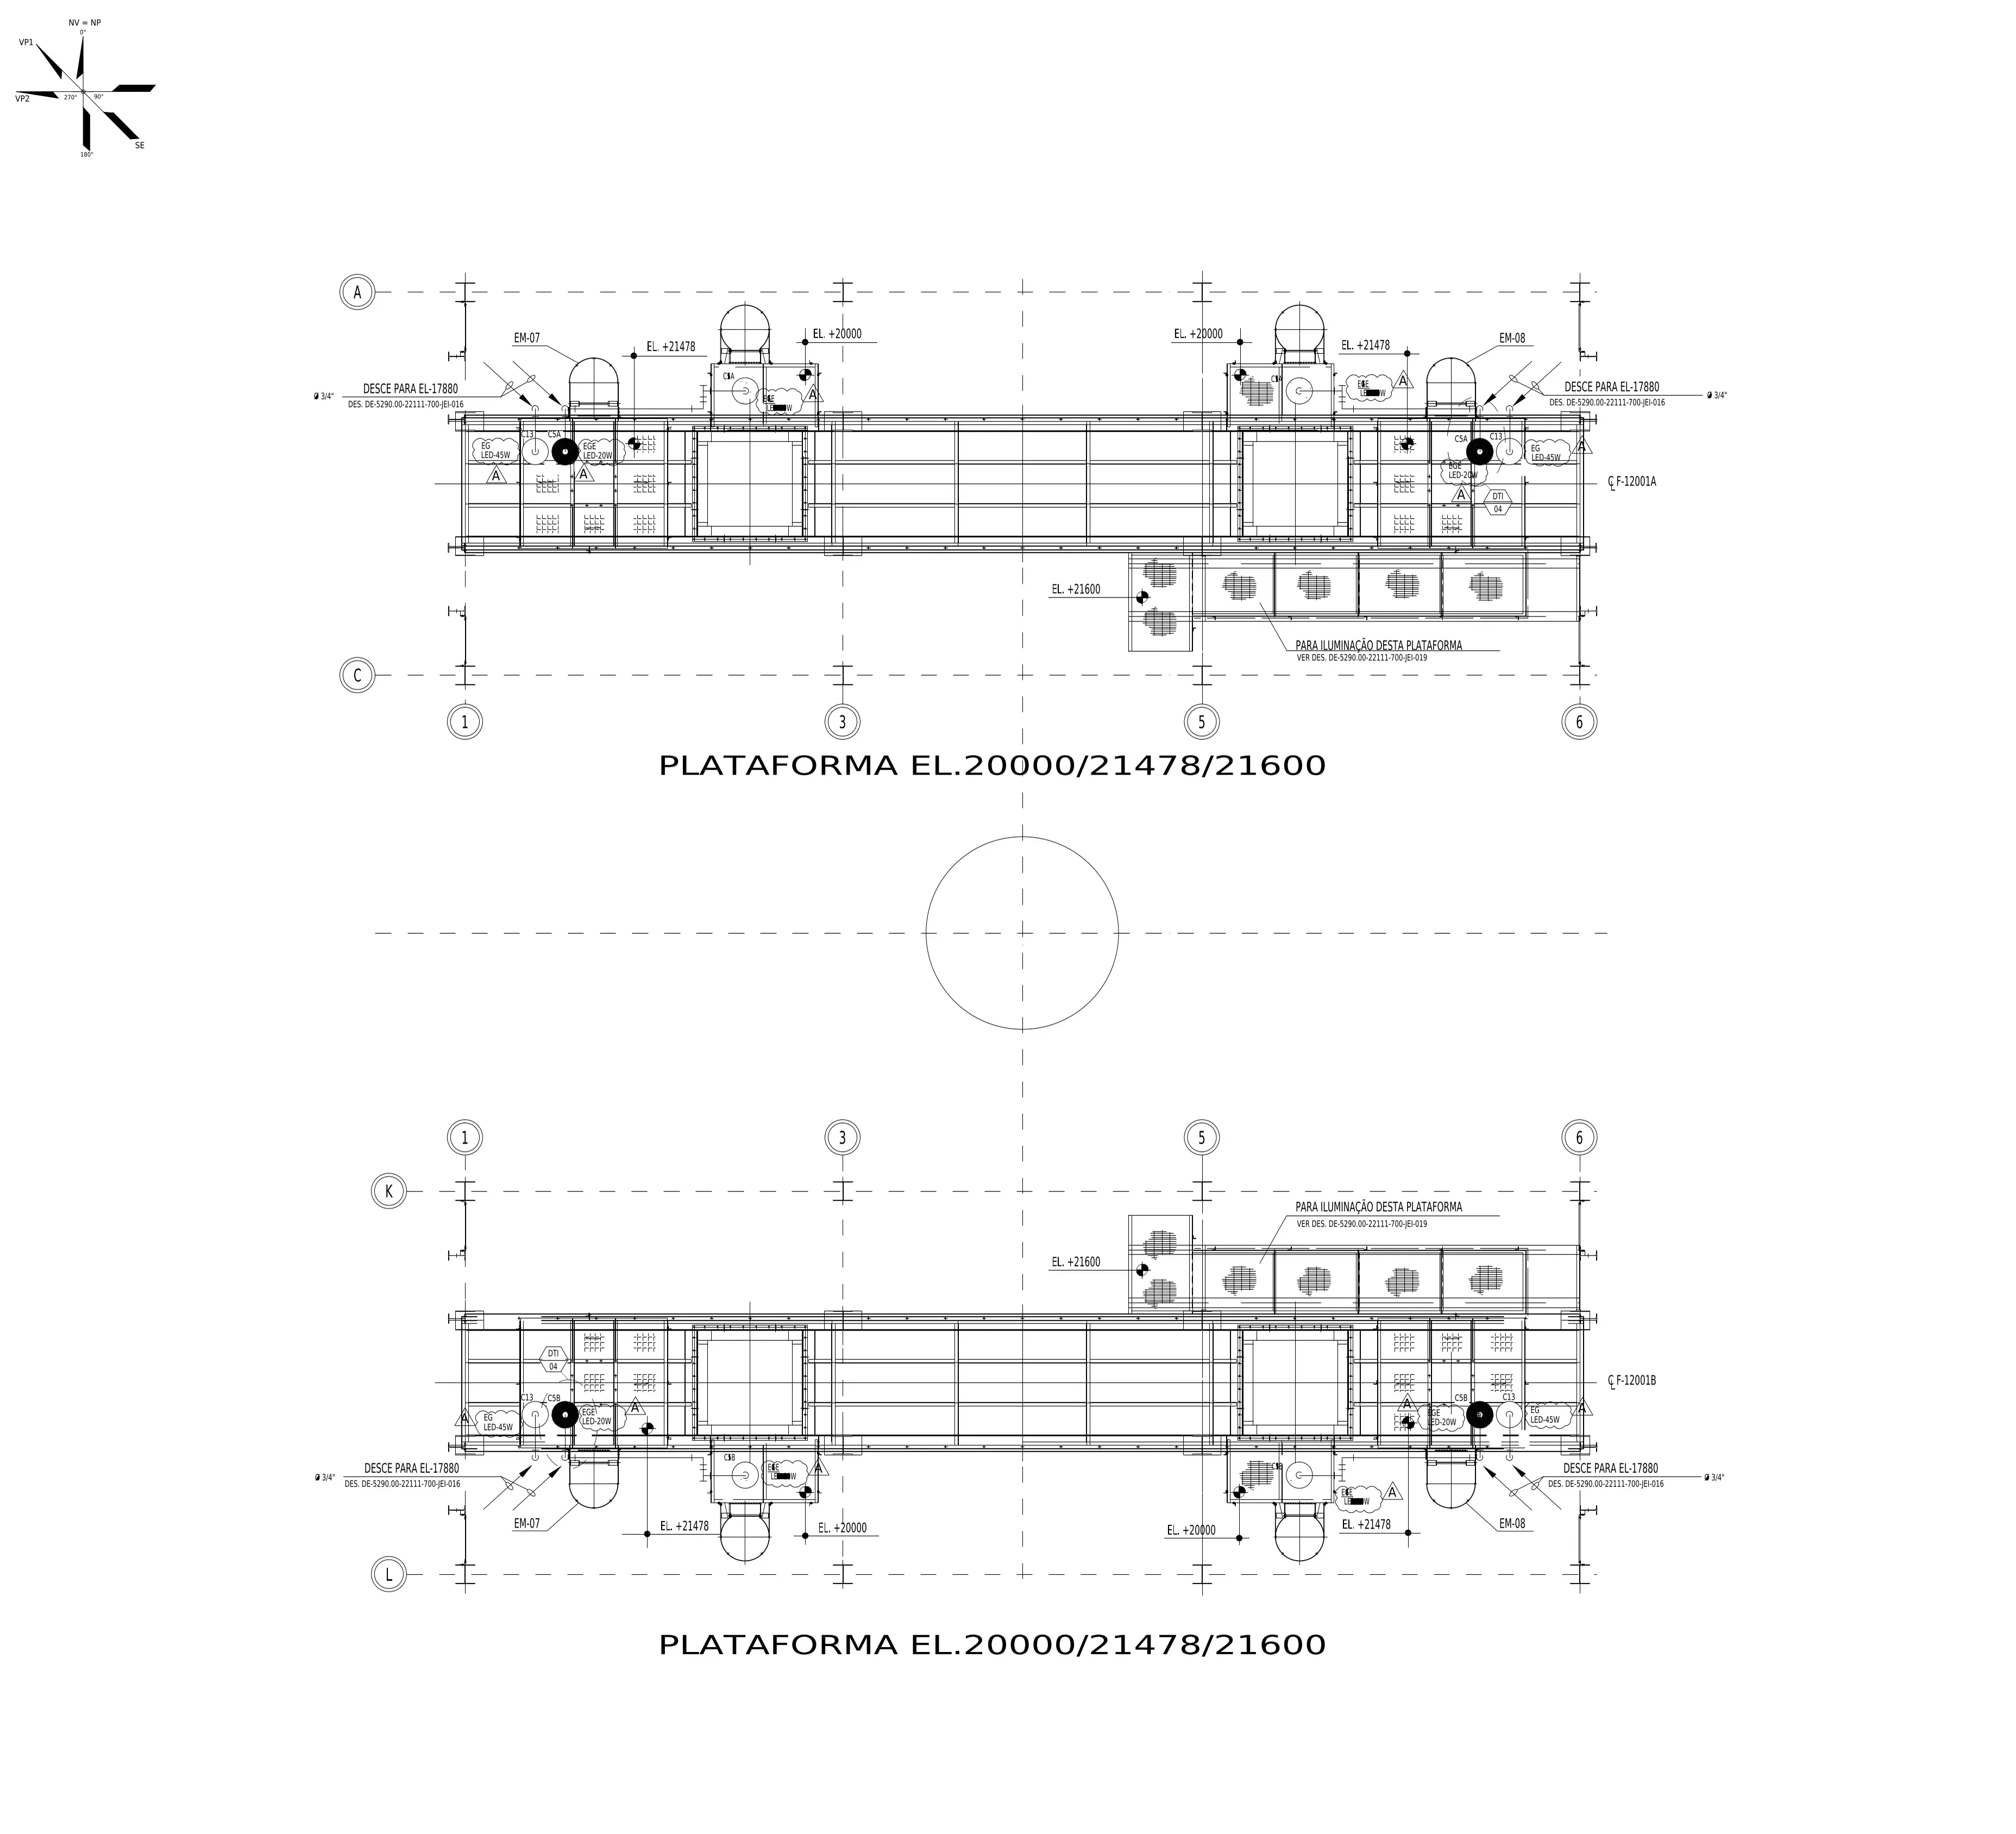 NV = NP
0°
VP1
VP2
270°
90°
180°
SE
A
EM-07
EL. +21478
EL. +20000
EL. +20000
EL. +21478
EM-08
DESCE PARA EL-17880
DES. DE-5290.00-22111-700-JEI-016
3/4"
DESCE PARA EL-17880
DES. DE-5290.00-22111-700-JEI-016
3/4"
A
A
C13
C5A
EG
LED-45W
EGE
LED-20W
A
A
C5A
C13
EG
LED-45W
A
EGE
LED-20W
A
DTI
04
F-12001A
EL. +21600
PARA ILUMINAÇÃO DESTA PLATAFORMA
VER DES. DE-5290.00-22111-700-JEI-019
C
1
3
5
6
PLATAFORMA EL.20000/21478/21600
1
3
5
6
K
PARA ILUMINAÇÃO DESTA PLATAFORMA
VER DES. DE-5290.00-22111-700-JEI-019
EL. +21600
DTI
04
F-12001B
C13
C5B
A
EG
LED-45W
EGE
LED-20W
A
A
EGE
LED-20W
C5B
C13
EG
LED-45W
A
A
A
DESCE PARA EL-17880
DES. DE-5290.00-22111-700-JEI-016
3/4"
DESCE PARA EL-17880
DES. DE-5290.00-22111-700-JEI-016
3/4"
EM-07
EL. +21478
EL. +20000
EL. +20000
EL. +21478
EM-08
L
PLATAFORMA EL.20000/21478/21600